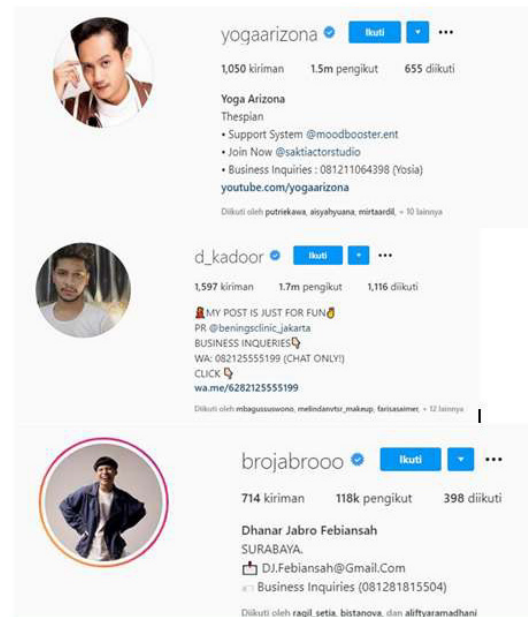 yogaarizona Ikuti
1,050 kiriman 1.5m pengikut 655 diikuti
Yoga Arizona
Thespian
• Support System @moodbooster.ent
• Join Now @saktiactorstudio
• Business Inquiries : 081211064398 (Yosia)
youtube.com/yogaarizona
Diikuti oleh putriekawa, aisyahyuana, mirtaardil, + 10 lainnya
d_kadoor Ikuti
1,597 kiriman 1.7m pengikut 1,116 diikuti
MY POST IS JUST FOR FUN
PR @beningsclinic_jakarta
BUSINESS INQUERIES
WA: 082125555199 (CHAT ONLY!)
CLICK
wa.me/6282125555199
Diikuti oleh mbagussuswono, melindanvtsr_makeup, farisasaimer, + 12 lainnya
brojabrooo Ikuti
714 kiriman 118k pengikut 398 diikuti
Dhanar Jabro Febiansah
SURABAYA.
DJ.Febiansah@Gmail.Com
Business Inquiries (081281815504)
Diikuti oleh ragil_setia, bistanova, dan aliftyaramadhani